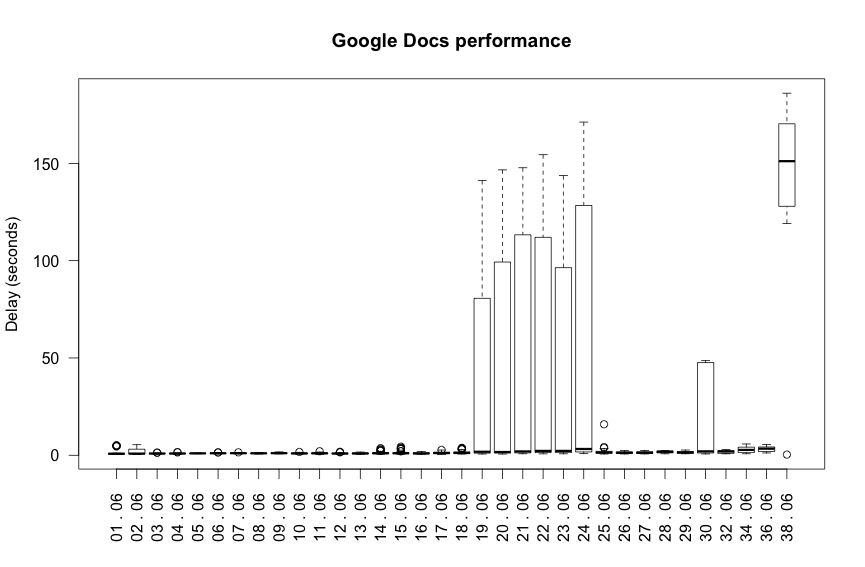 Google Docs performance
Delay (seconds)
150
100
50
0
01 . 06
02 . 06
03 . 06
04 . 06
05 . 06
06 . 06
07 . 06
08 . 06
09 . 06
10 . 06
11 . 06
12 . 06
13 . 06
14 . 06
15 . 06
16 . 06
17 . 06
18 . 06
19 . 06
20 . 06
21 . 06
22 . 06
23 . 06
24 . 06
25 . 06
26 . 06
27 . 06
28 . 06
29 . 06
30 . 06
32 . 06
34 . 06
36 . 06
38 . 06